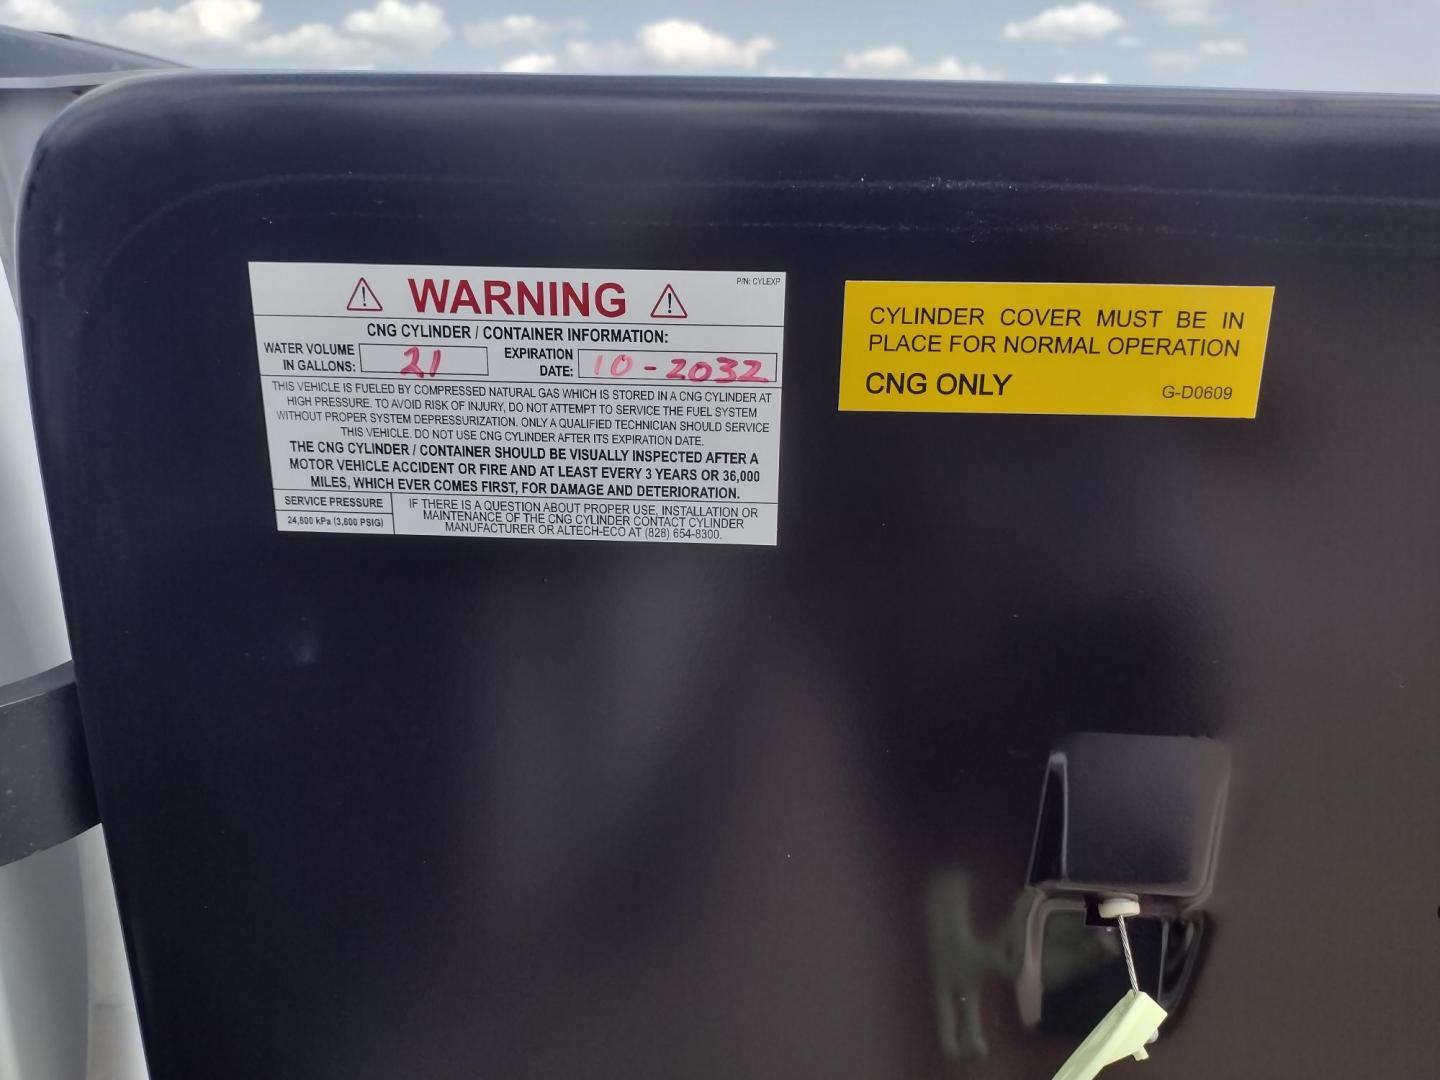 P/N: CYLEXP
WARNING
CNG CYLINDER / CONTAINER INFORMATION:
WATER VOLUME
IN GALLONS: 21
EXPIRATION
DATE: 10-2032
THIS VEHICLE IS FUELED BY COMPRESSED NATURAL GAS WHICH IS STORED IN A CNG CYLINDER AT
HIGH PRESSURE. TO AVOID RISK OF INJURY, DO NOT ATTEMPT TO SERVICE THE FUEL SYSTEM
WITHOUT PROPER SYSTEM DEPRESSURIZATION. ONLY A QUALIFIED TECHNICIAN SHOULD SERVICE
THIS VEHICLE. DO NOT USE CNG CYLINDER AFTER ITS EXPIRATION DATE.
THE CNG CYLINDER / CONTAINER SHOULD BE VISUALLY INSPECTED AFTER A
MOTOR VEHICLE ACCIDENT OR FIRE AND AT LEAST EVERY 3 YEARS OR 36,000
MILES, WHICH EVER COMES FIRST, FOR DAMAGE AND DETERIORATION.
SERVICE PRESSURE
24,800 kPa (3,600 PSIG)
IF THERE IS A QUESTION ABOUT PROPER USE, INSTALLATION OR
MAINTENANCE OF THE CNG CYLINDER CONTACT CYLINDER
MANUFACTURER OR ALTECH-ECO AT (828) 654-8300.
CYLINDER COVER MUST BE IN
PLACE FOR NORMAL OPERATION
CNG ONLY
G-D0609